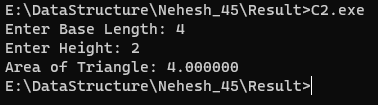 E:\DataStructure\Nehesh_45\Result>C2.exe
Enter Base Length: 4
Enter Height: 2
Area of Triangle: 4.000000
E:\DataStructure\Nehesh_45\Result>